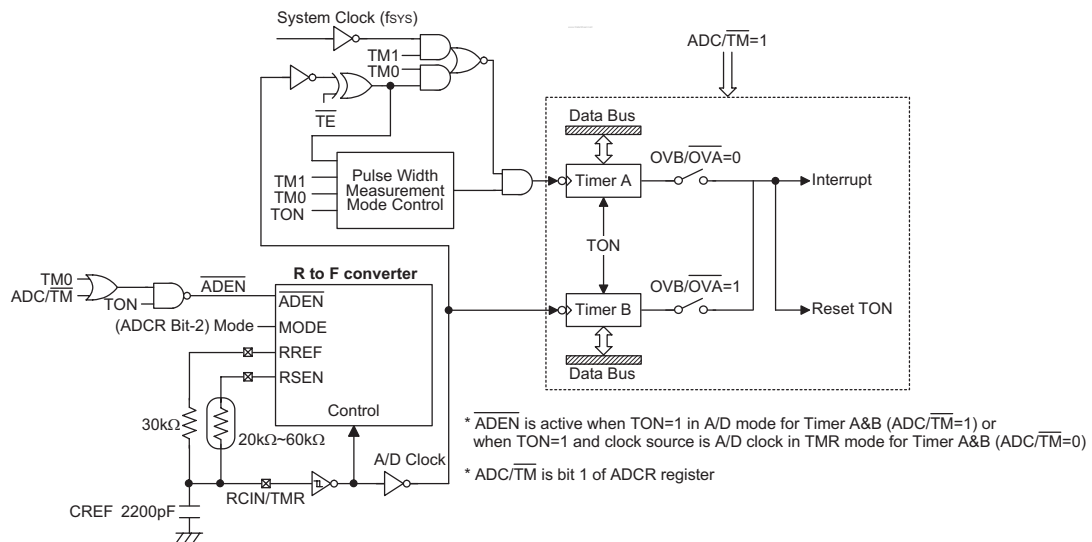 System Clock (fSYS)
TM1
TM0
TE
ADC/TM=1
Data Bus
OVB/OVA=0
Timer A
Interrupt
Pulse Width
Measurement
Mode Control
TM1
TM0
TON
TON
R to F converter
TM0
ADC/TM
TON
ADEN
ADEN
(ADCR Bit-2) Mode
MODE
RREF
RSEN
Control
OVB/OVA=1
Timer B
Reset TON
Data Bus
30kΩ
20kΩ~60kΩ
A/D Clock
RCIN/TMR
CREF 2200pF
* ADEN is active when TON=1 in A/D mode for Timer A&B (ADC/TM=1) or
when TON=1 and clock source is A/D clock in TMR mode for Timer A&B (ADC/TM=0)
* ADC/TM is bit 1 of ADCR register